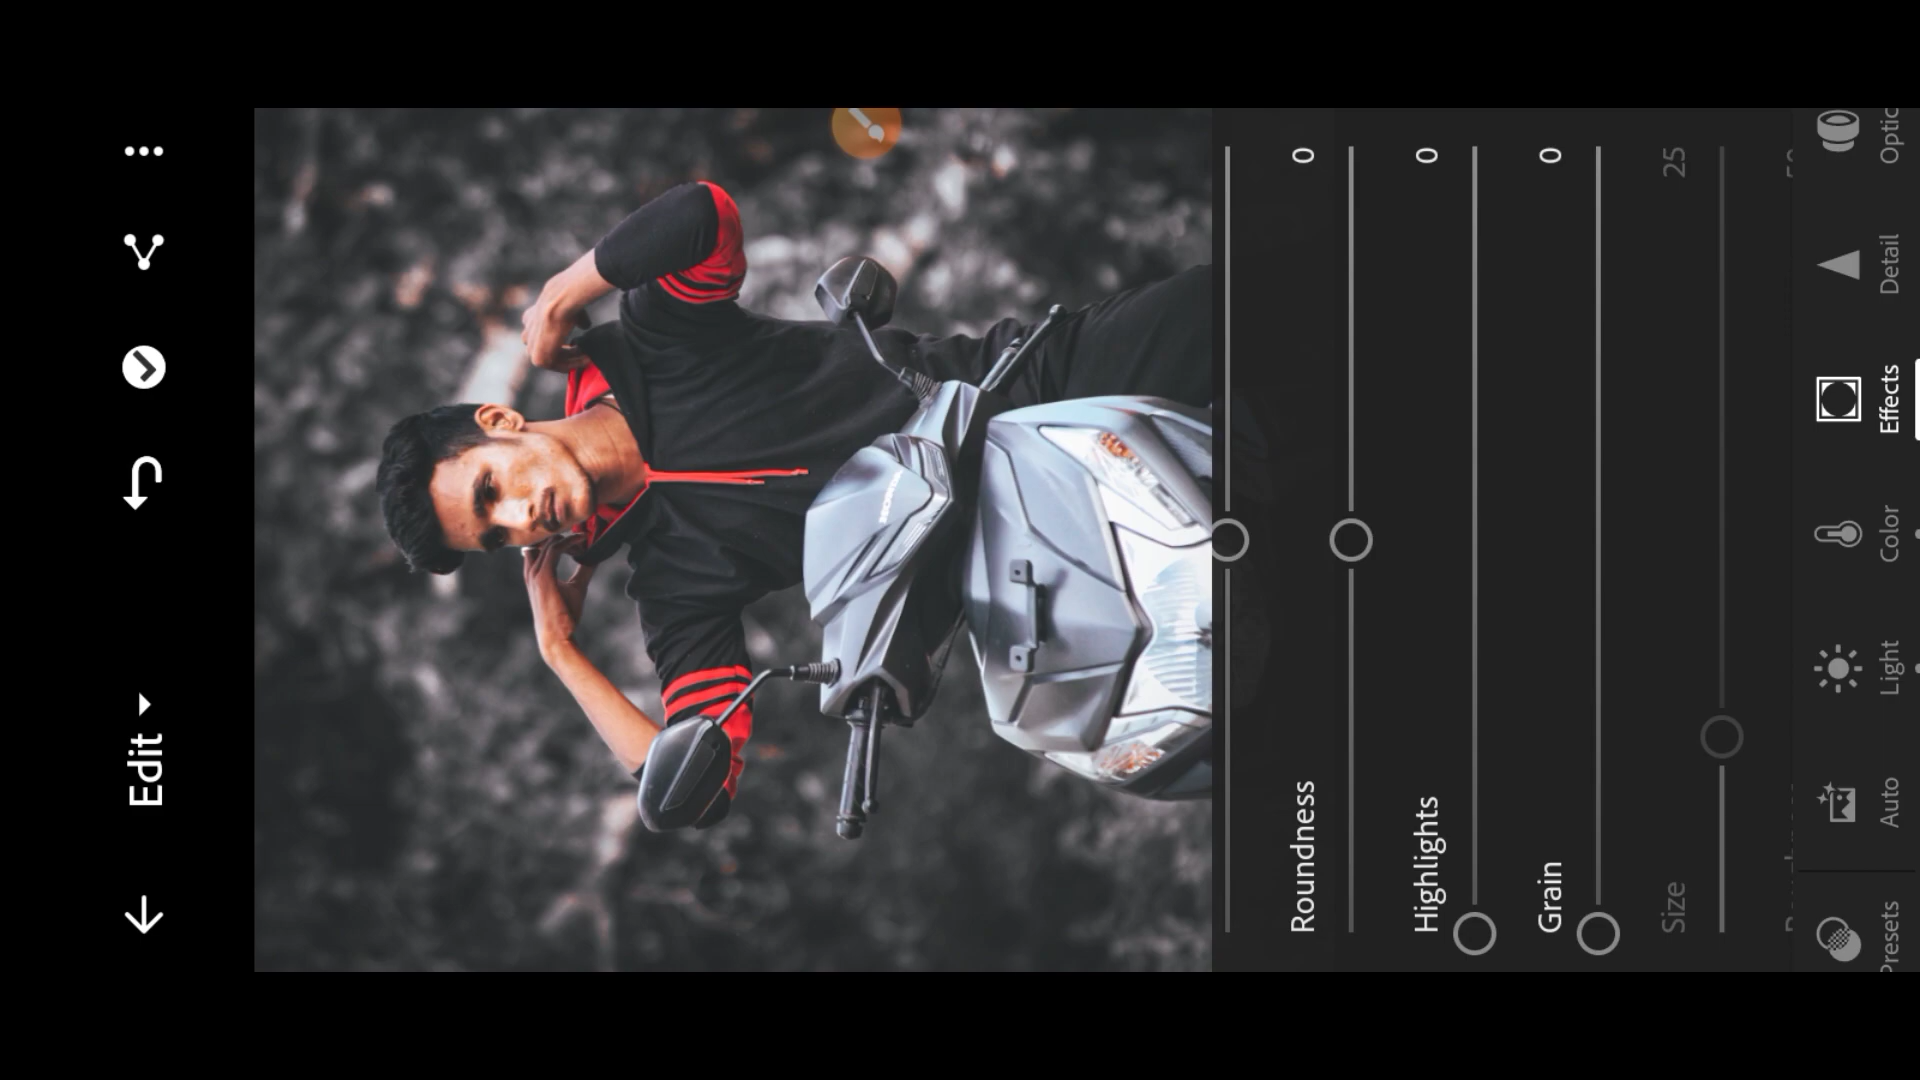 Edit
Roundness 0
Highlights 0
Grain 0
Size 25
Presets
Auto
Light
Color
Effects
Detail
Optic